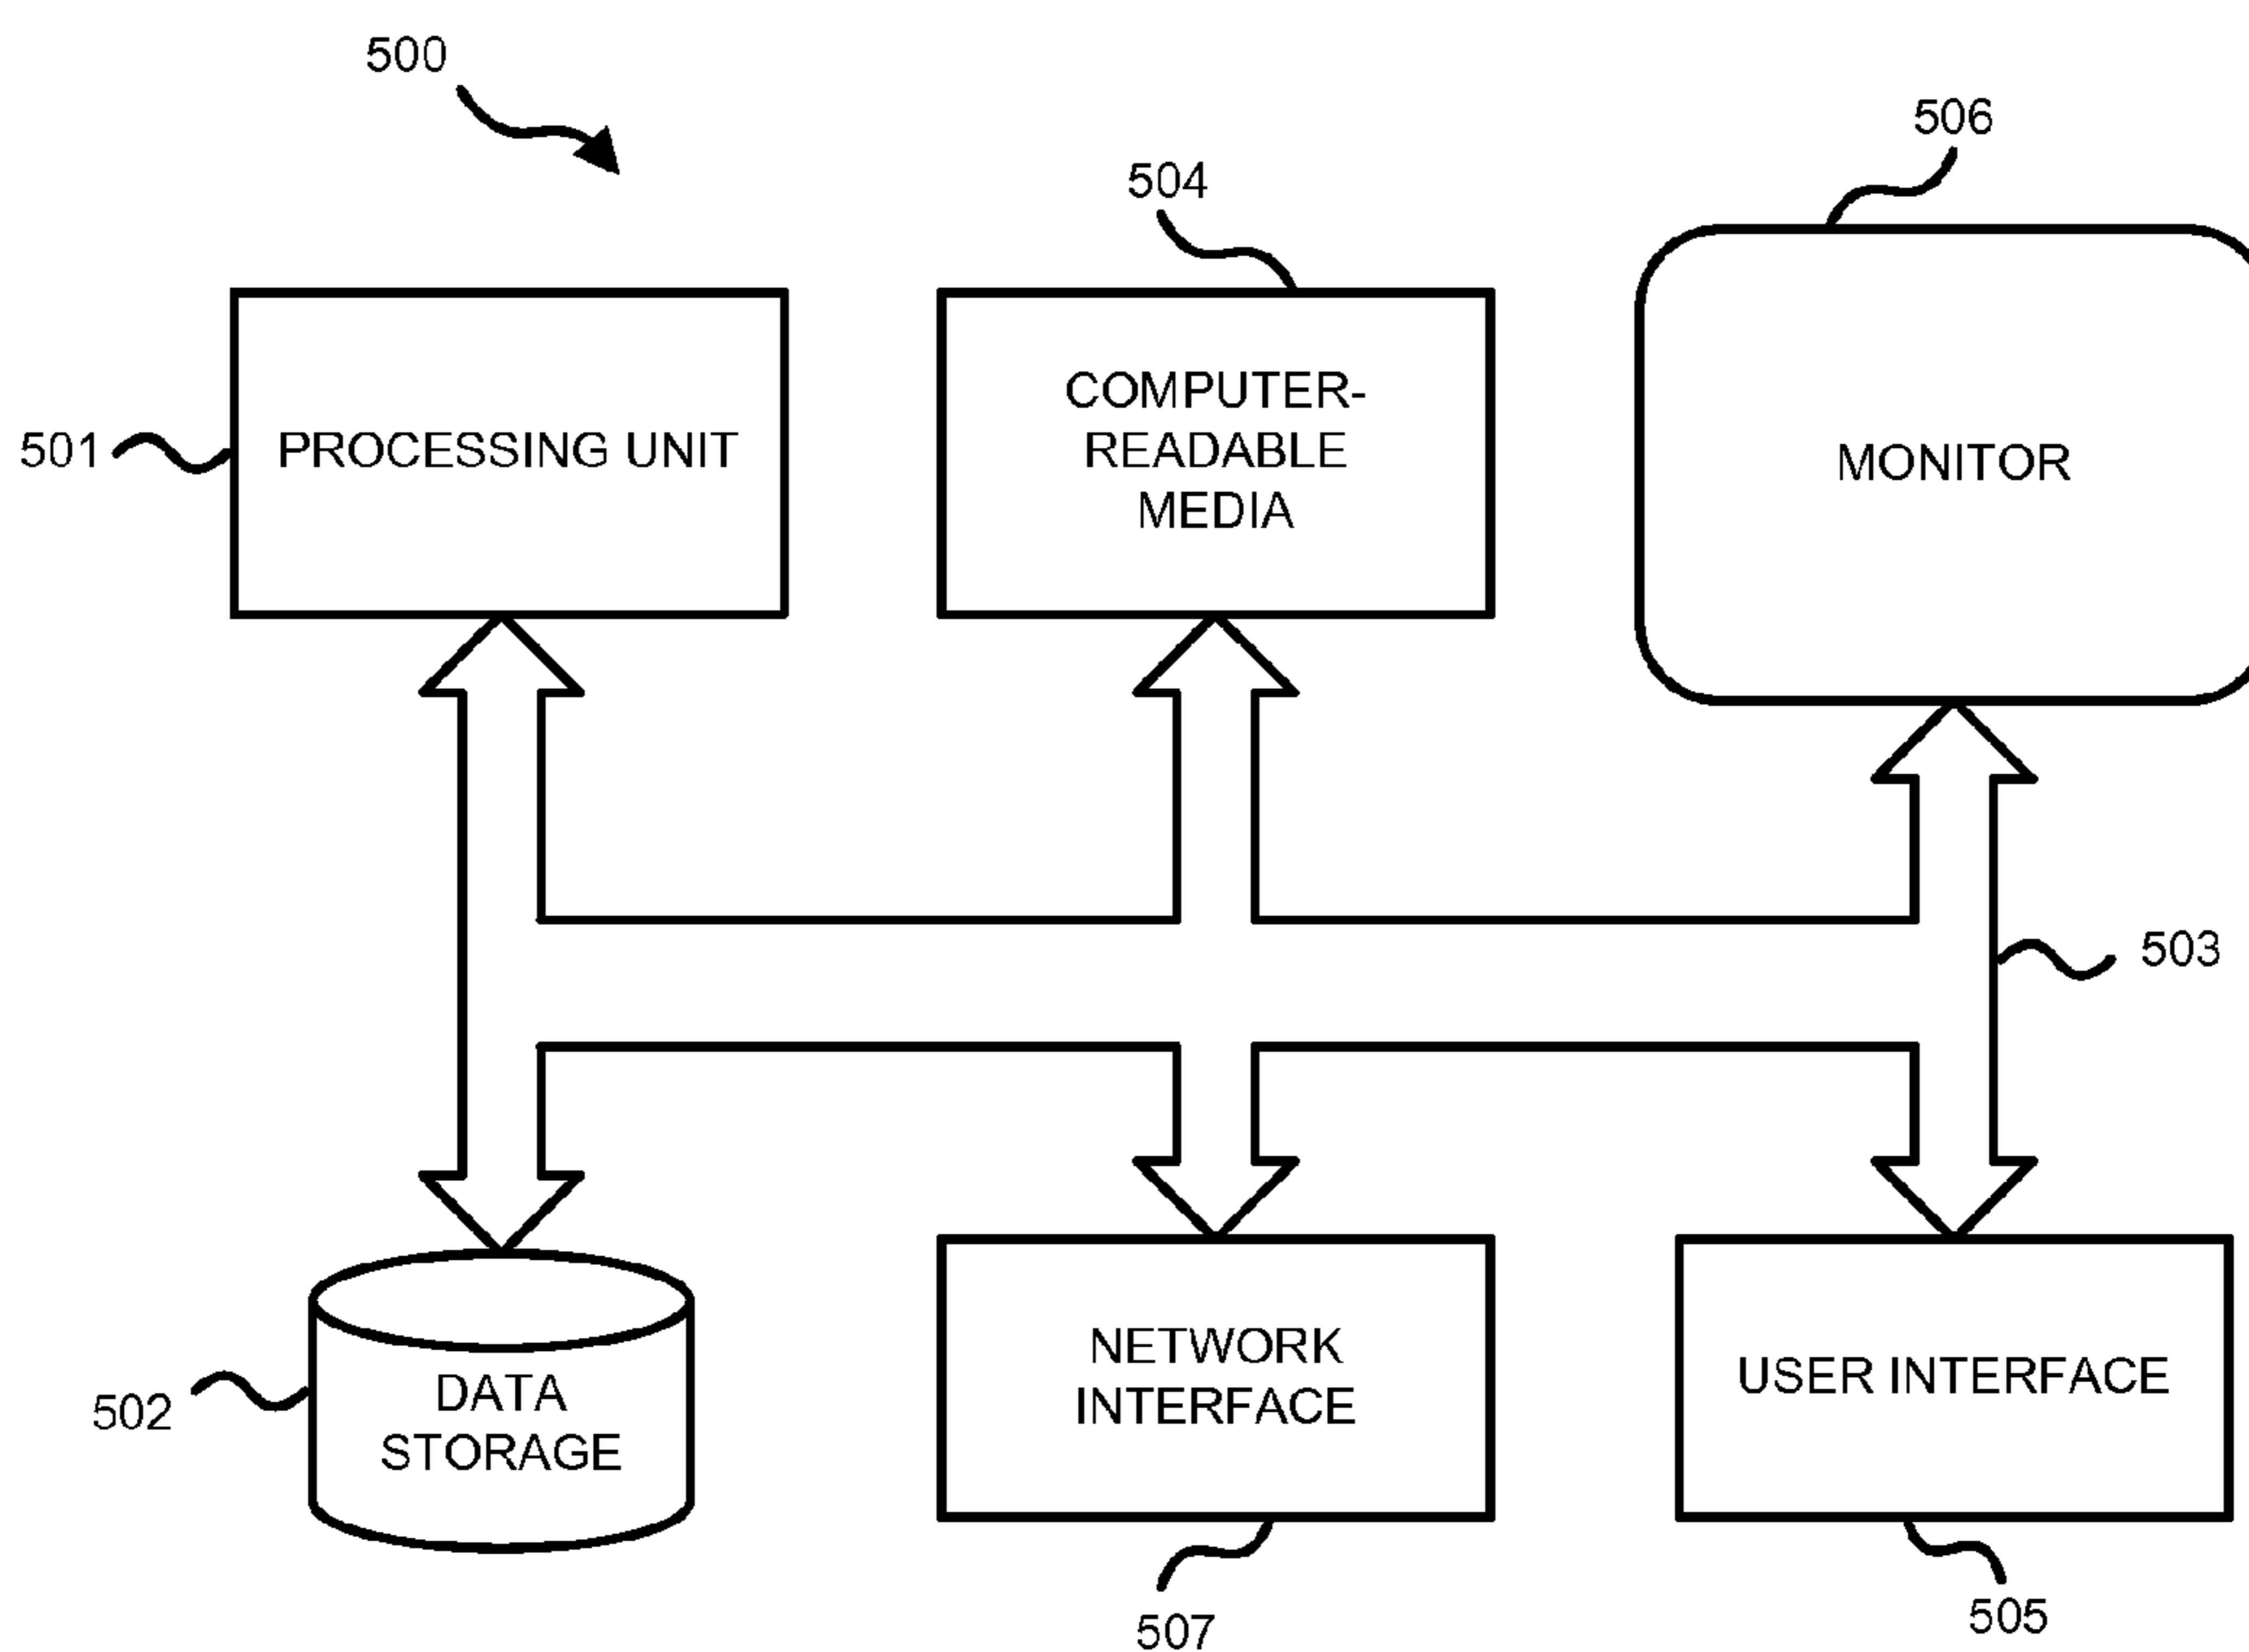 500
506
504
COMPUTER-
READABLE
MEDIA
501
PROCESSING UNIT
MONITOR
503
502
DATA
STORAGE
NETWORK
INTERFACE
USER INTERFACE
507
505